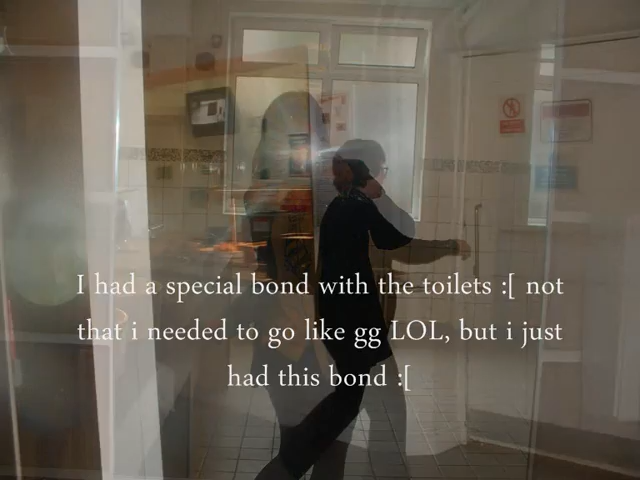 I had a special bond with the toilets :[ not
that i needed to go like gg LOL, but i just
had this bond :[